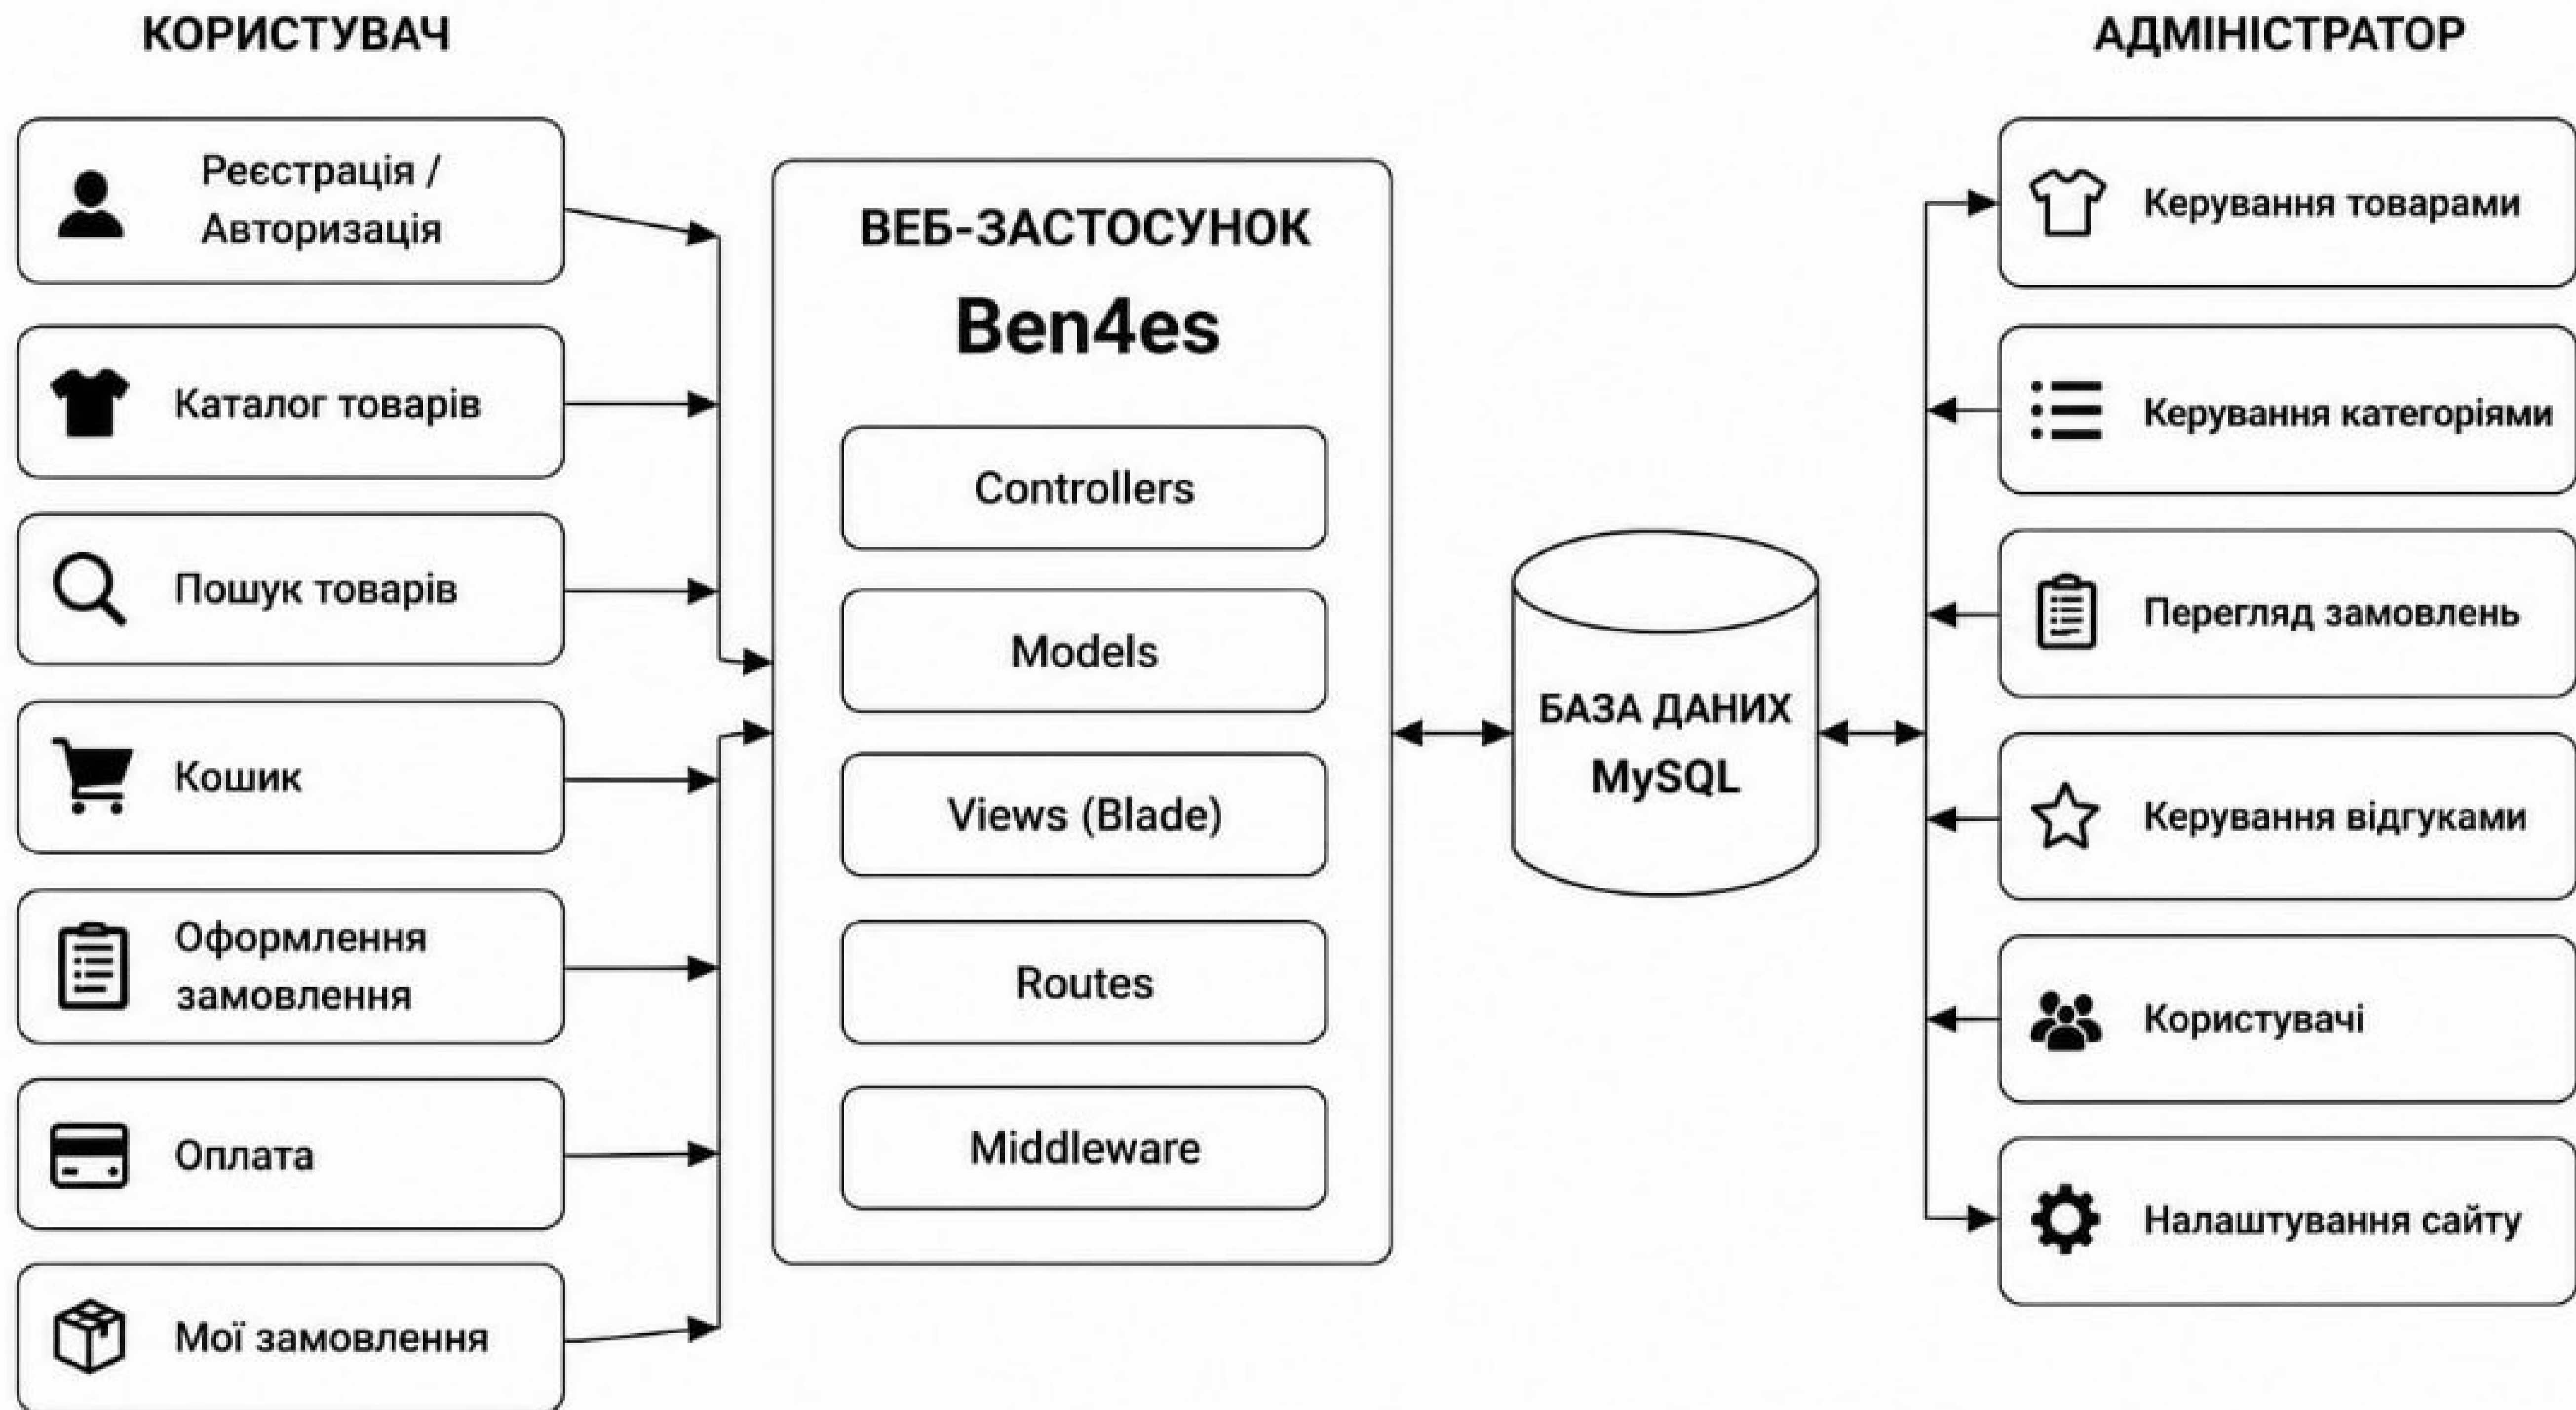 КОРИСТУВАЧ
Реєстрація /
Авторизація
Каталог товарів
Пошук товарів
Кошик
Оформлення
замовлення
Оплата
Мої замовлення
ВЕБ-ЗАСТОСУНОК
Ben4es
Controllers
Models
Views (Blade)
Routes
Middleware
БАЗА ДАНИХ
MySQL
АДМІНІСТРАТОР
Керування товарами
Керування категоріями
Перегляд замовлень
Керування відгуками
Користувачі
Налаштування сайту